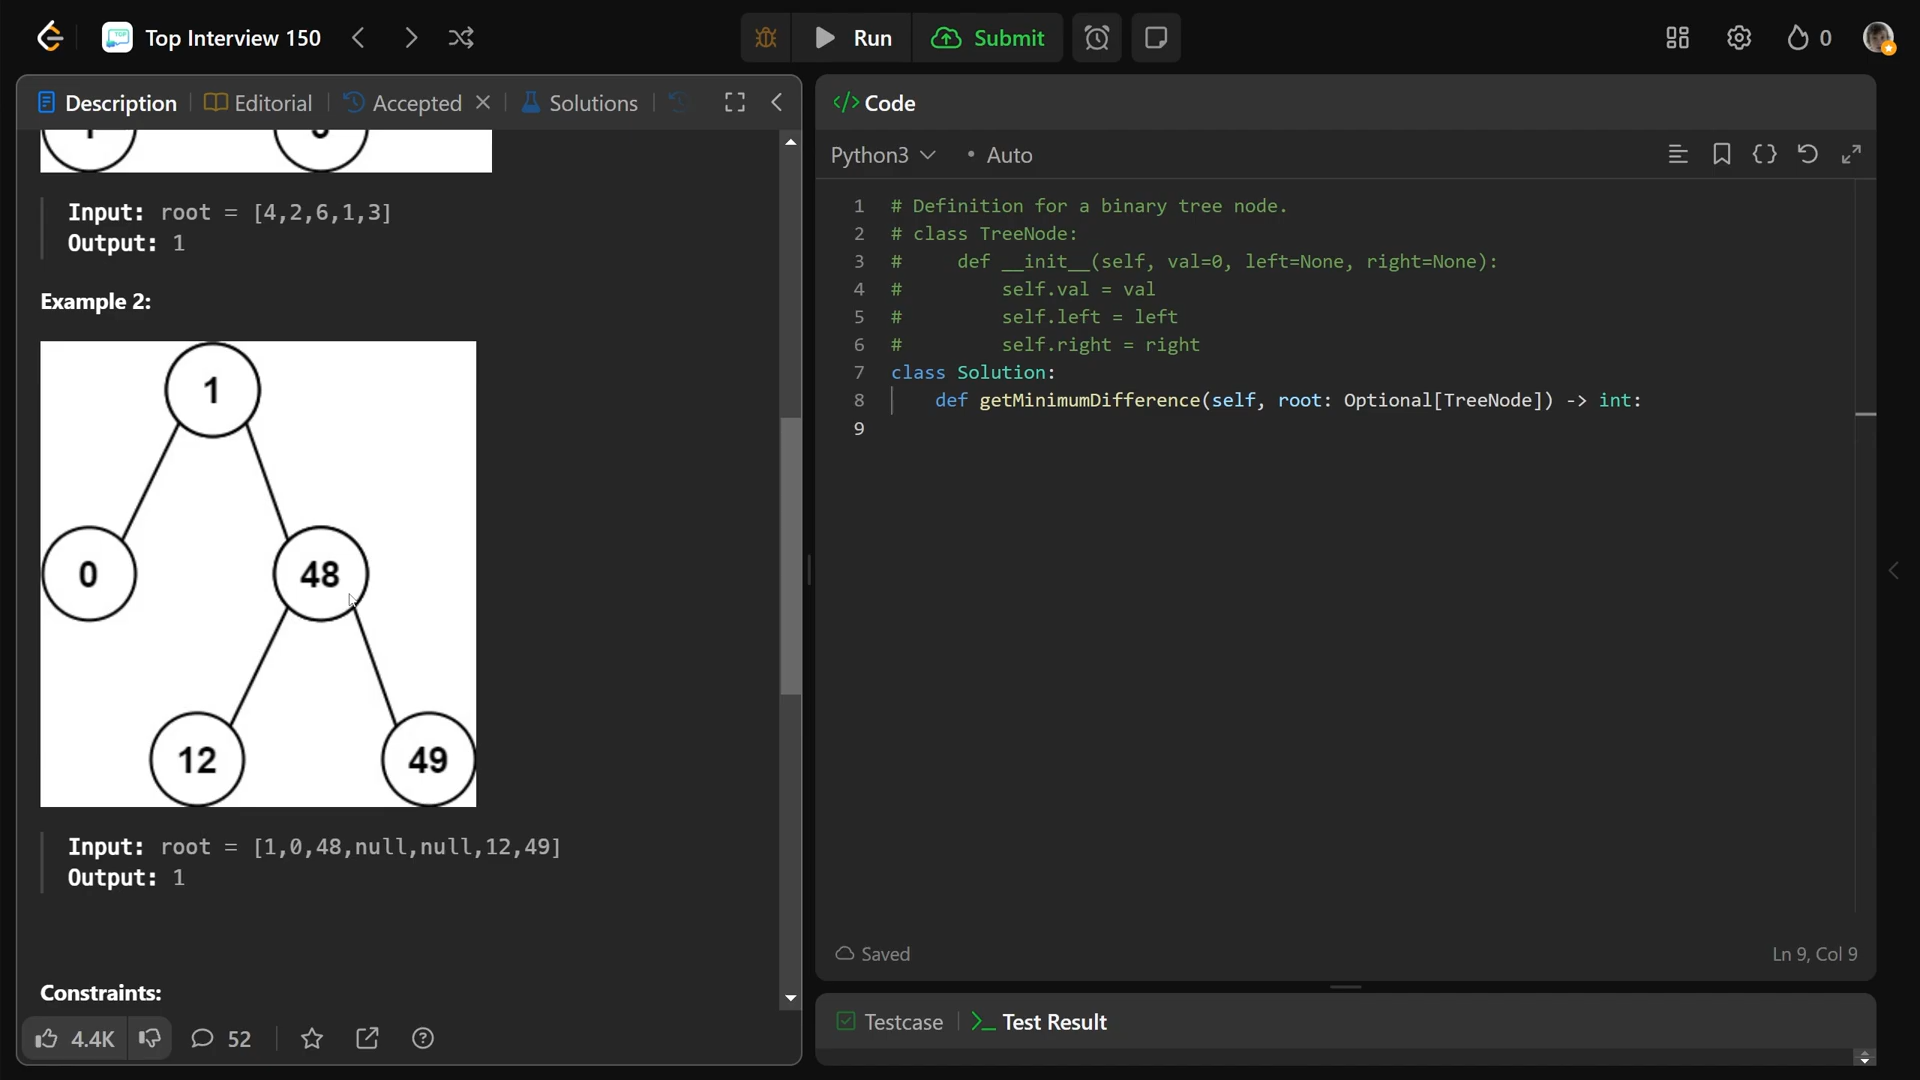 Top Interview 150
Run
Submit
0
Description
Editorial
Accepted
Solutions
Input: root = [4,2,6,1,3]
Output: 1
Example 2:
1
0
48
12
49
Input: root = [1,0,48,null,null,12,49]
Output: 1
Constraints:
4.4K
52
</> Code
Python3
• Auto
1 # Definition for a binary tree node.
2 # class TreeNode:
3 #     def __init__(self, val=0, left=None, right=None):
4 #         self.val = val
5 #         self.left = left
6 #         self.right = right
7 class Solution:
8     def getMinimumDifference(self, root: Optional[TreeNode]) -> int:
9
Saved
Ln 9, Col 9
Testcase
Test Result